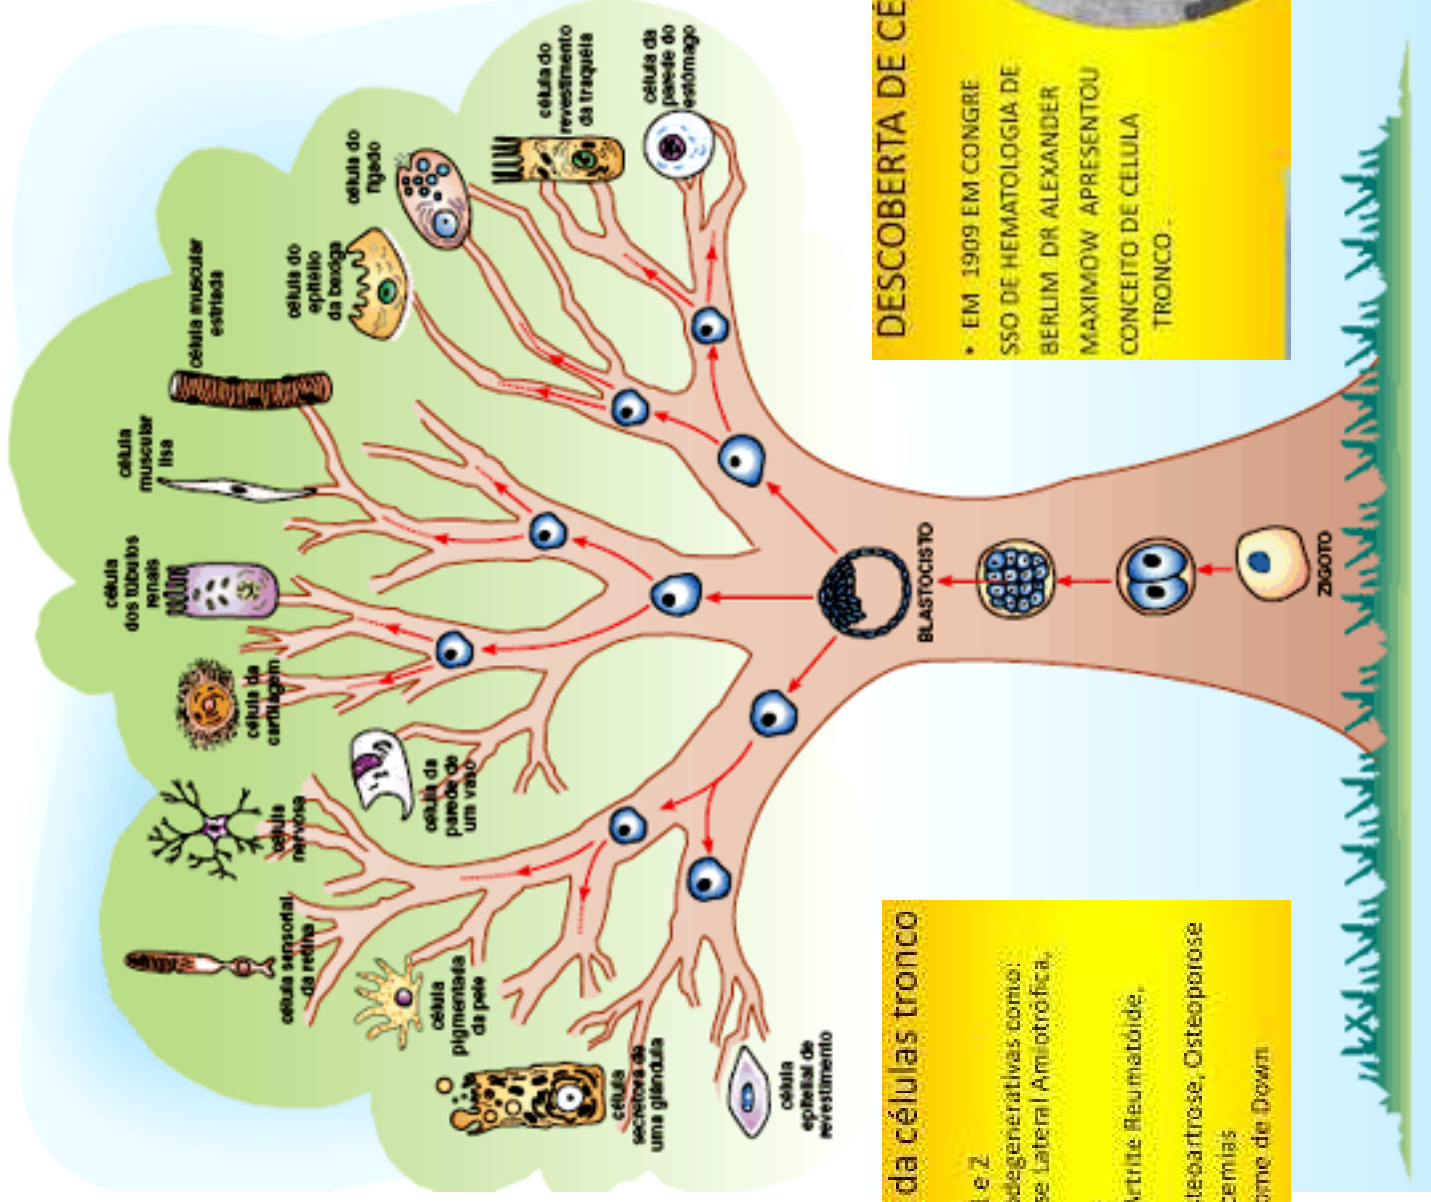 célula
dos túbulos
renais
célula
muscular
lisa
célula muscular
estriada
célula do
epitélio
da bexiga
célula do
fígado
célula do
revestimento
da traquéia
célula da
parede do
estômago
célula da
cartilagem
célula
nervosa
célula sensorial
da retina
célula da
parede de
um vaso
célula
pigmentada
da pele
célula
secretora de
uma glândula
célula
epitelial de
revestimento
BLASTOCISTO
ZIGOTO
DESCOBERTA DE CÉ
• EM 1909 EM CONGRE
SSO DE HEMATOLOGIA DE
BERLIM DR ALEXANDER
MAXIMOW APRESENTOU
CONCEITO DE CELULA
TRONCO.
da células tronco
e 2
degenerativas como:
se Lateral Amiotrófica,
Artrite Reumatóide,
steoartrose, Osteoporose
cemias
ome de Down